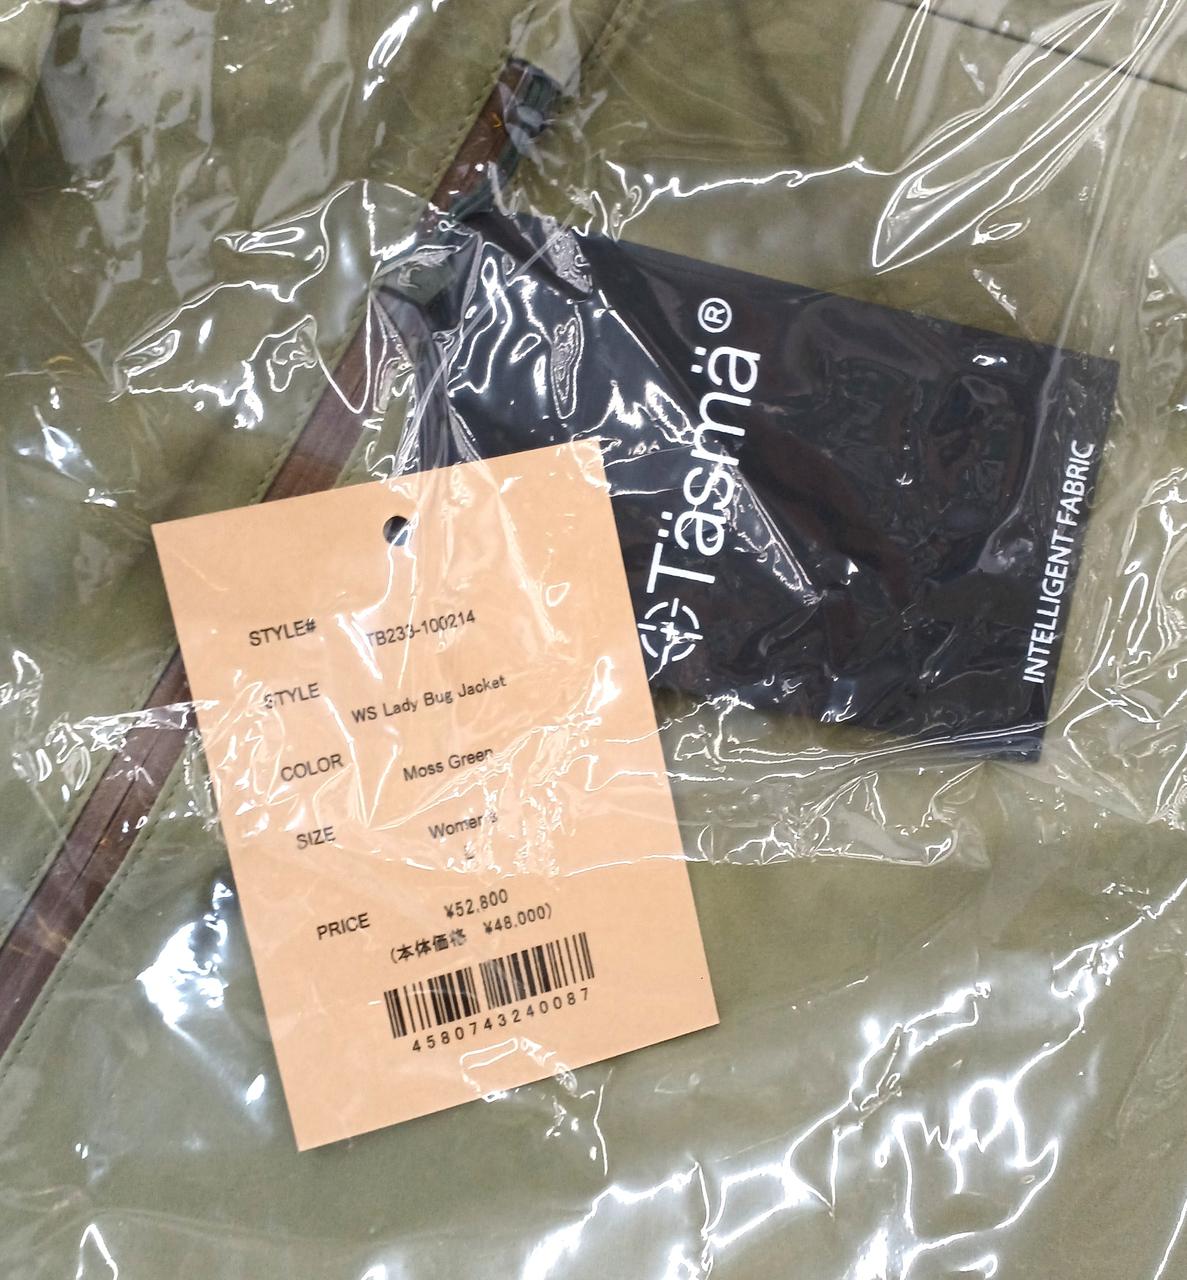 Täsmä®
INTELLIGENT FABRIC
STYLE# TB233-100214
STYLE WS Lady Bug Jacket
COLOR Moss Green
SIZE Women's
L
PRICE ¥52,800
(本体価格 ¥48,000)
4580743240087